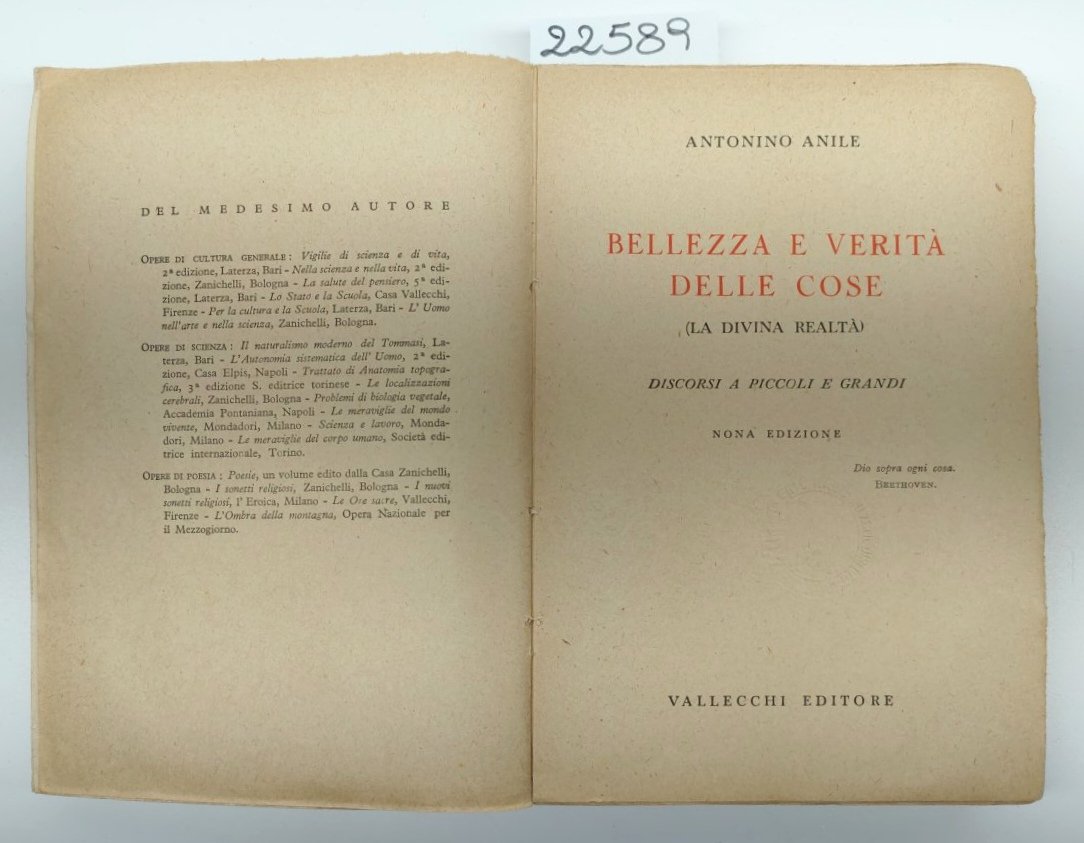 22589
DEL MEDESIMO AUTORE
OPERE DI CULTURA GENERALE: Vigilie di scienza e di vita,
2ª edizione, Laterza, Bari - Nella scienza e nella vita, 2ª edi-
zione, Zanichelli, Bologna - La salute del pensiero, 5ª edi-
zione, Laterza, Bari - Lo Stato e la Scuola, Casa Vallecchi,
Firenze - Per la cultura e la Scuola, Laterza, Bari - L' Uomo
nell'arte e nella scienza, Zanichelli, Bologna.
OPERE DI SCIENZA: Il naturalismo moderno del Tommasi, La-
terza, Bari - L'Autonomia sistematica dell' Uomo, 2ª edi-
zione, Casa Elpis, Napoli - Trattato di Anatomia topogra-
fica, 3ª edizione S. editrice torinese - Le localizzazioni
cerebrali, Zanichelli, Bologna - Problemi di biologia vegetale,
Accademia Pontaniana, Napoli - Le meraviglie del mondo
vivente, Mondadori, Milano - Scienza e lavoro, Monda-
dori, Milano - Le meraviglie del corpo umano, Società edi-
trice internazionale, Torino.
OPERE DI POESIA: Poesie, un volume edito dalla Casa Zanichelli,
Bologna - I sonetti religiosi, Zanichelli, Bologna - I nuovi
sonetti religiosi, l' Eroica, Milano - Le Ore sacre, Vallecchi,
Firenze - L'Ombra della montagna, Opera Nazionale per
il Mezzogiorno.
ANTONINO ANILE
BELLEZZA E VERITÀ
DELLE COSE
(LA DIVINA REALTÀ)
DISCORSI A PICCOLI E GRANDI
NONA EDIZIONE
Dio sopra ogni cosa.
BEETHOVEN.
VALLECCHI EDITORE